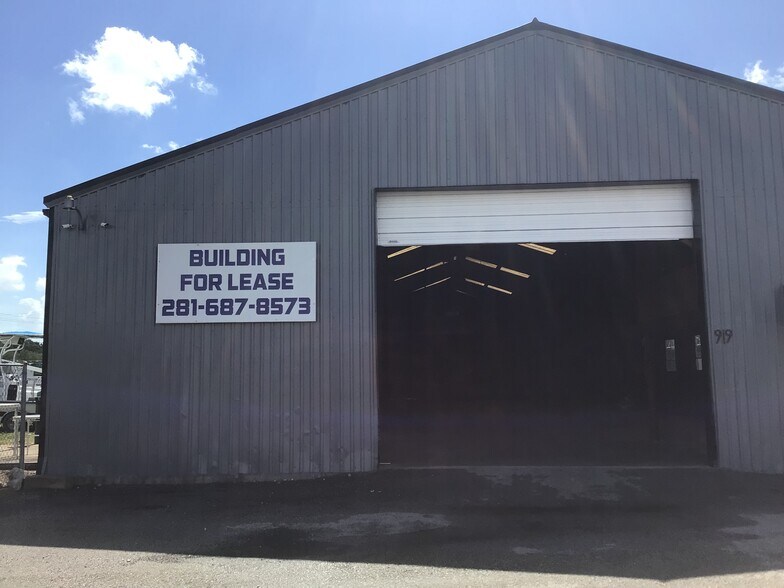 BUILDING
FOR LEASE
281-687-8573
919